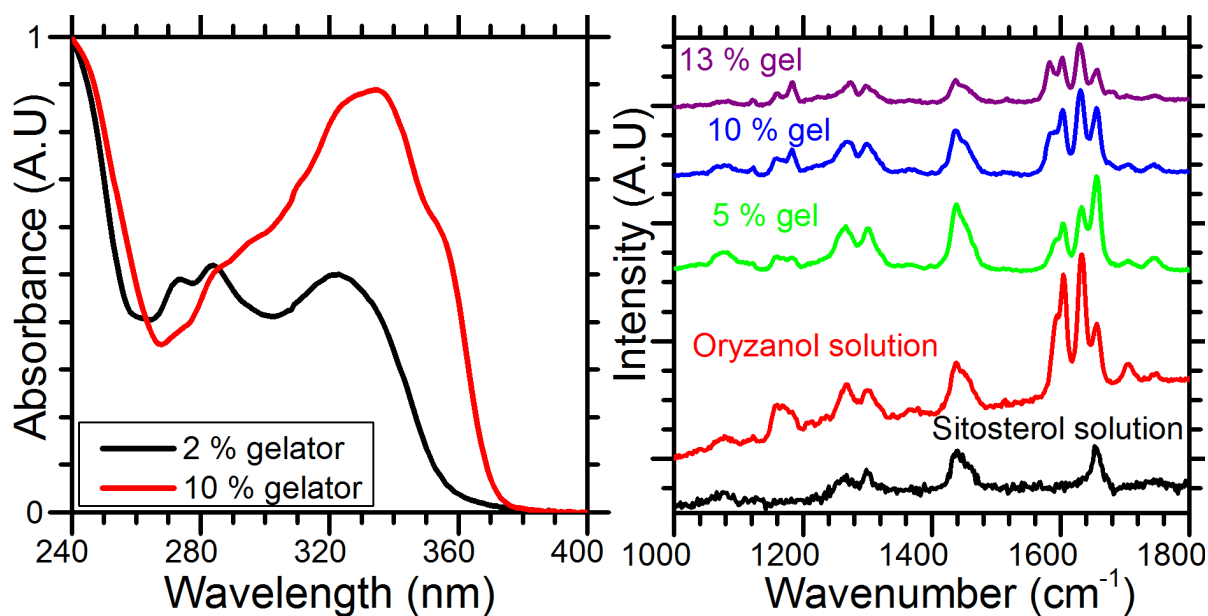 Absorbance (A.U)
1
0
2 % gelator
10 % gelator
240
280
320
360
400
Wavelength (nm)
Intensity (A.U)
13 % gel
10 % gel
5 % gel
Oryzanol solution
Sitosterol solution
1000
1200
1400
1600
1800
Wavenumber (cm⁻¹)